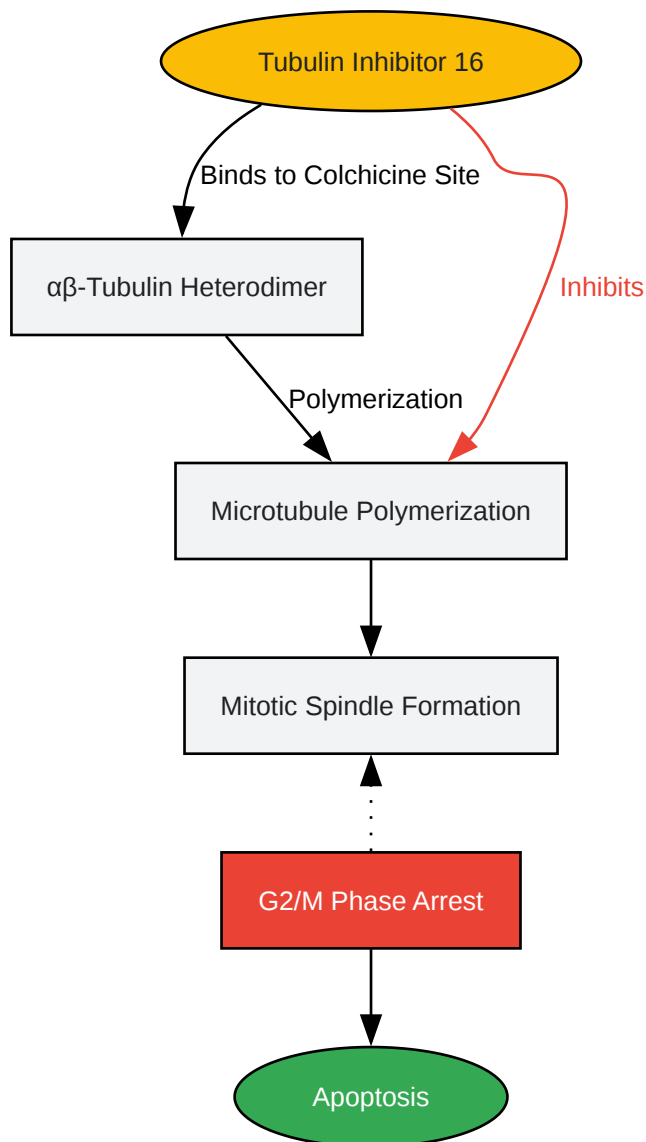 Tubulin Inhibitor 16
Binds to Colchicine Site
αβ-Tubulin Heterodimer
Inhibits
Polymerization
Microtubule Polymerization
Mitotic Spindle Formation
G2/M Phase Arrest
Apoptosis